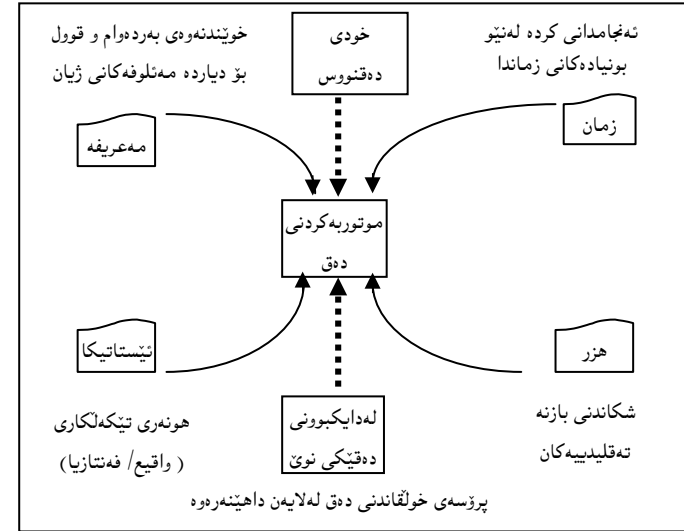 ئەنجامدانی کردە لەنێو
بونیادەکانی زماندا
زمان
خودی
دەقنووس
خوێندنەوەی بەردەوام و قوول
بۆ دیاردە مەئلوفەکانی ژیان
مەعریفە
موتوربەکردنی
دەق
هزر
شکاندنی بازنە
تەقلیدییەکان
لەدایکبوونی
دەقێکی نوێ
ئێستاتیکا
هونەری تێکەڵکاری
( واقیع/ فەنتازیا)
پرۆسەی خولقاندنی دەق لەلایەن داهێنەرەوە